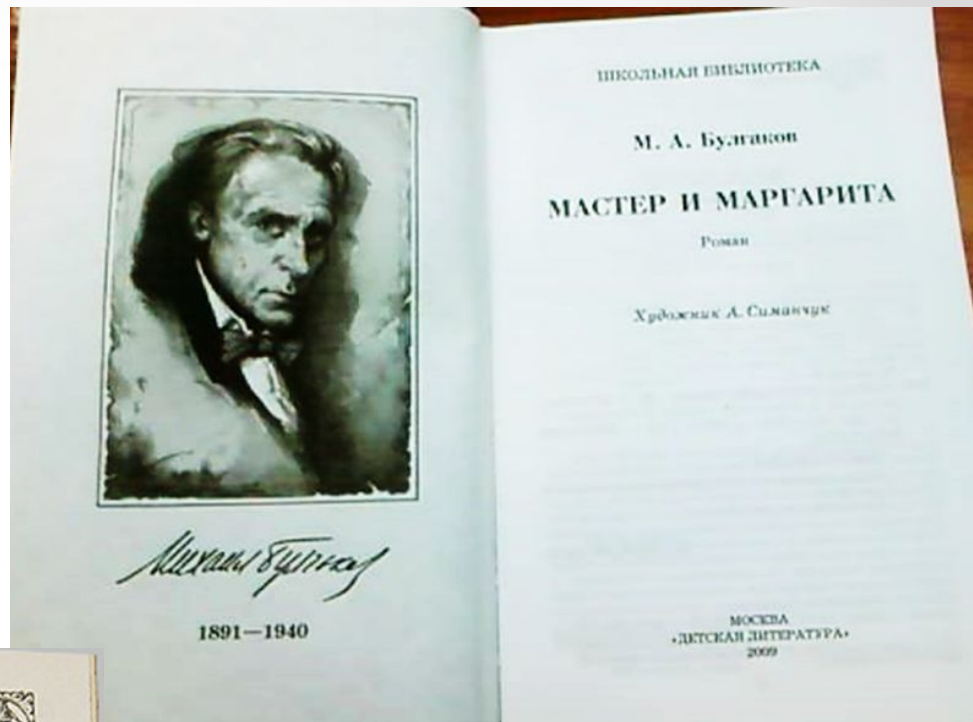 Михаил Булгаков
1891—1940
ШКОЛЬНАЯ БИБЛИОТЕКА
М. А. Булгаков
МАСТЕР И МАРГАРИТА
Роман
Художник А. Симанчук
МОСКВА
«ДЕТСКАЯ ЛИТЕРАТУРА»
2009